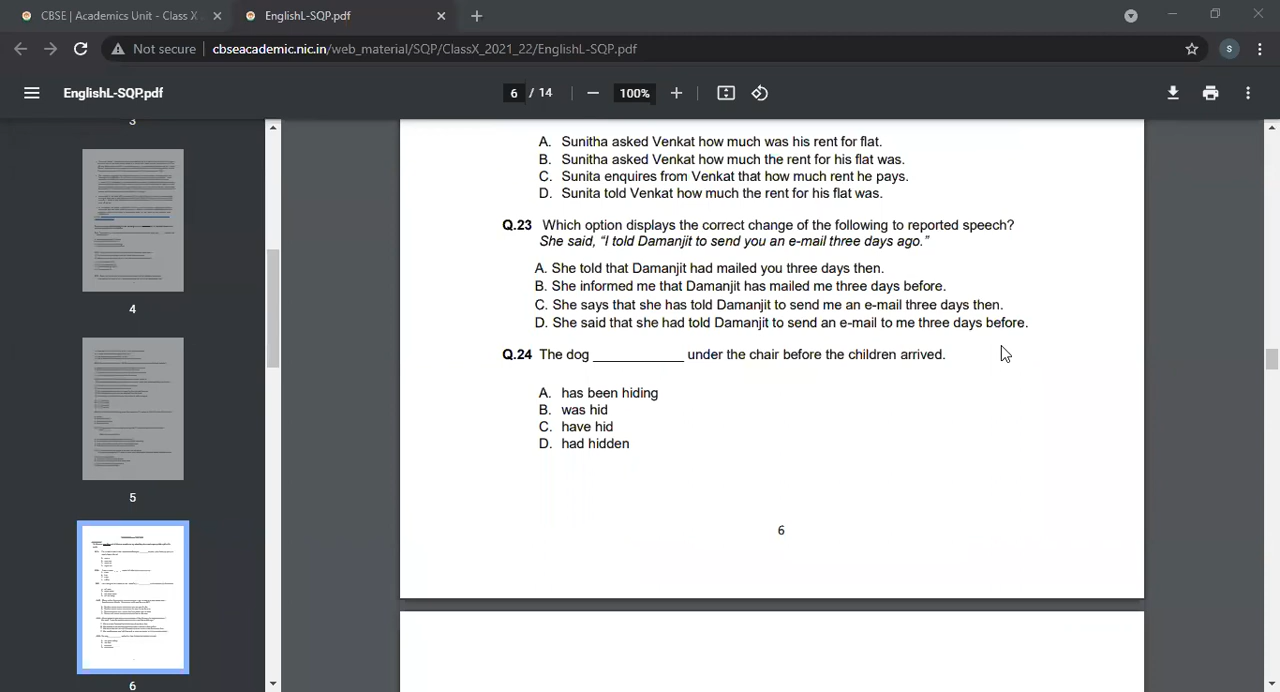 CBSE | Academics Unit - Class X
EnglishL-SQP.pdf
Not secure | cbseacademic.nic.in/web_material/SQP/ClassX_2021_22/EnglishL-SQP.pdf
S
EnglishL-SQP.pdf
6 / 14
100%
3
4
5
6
A. Sunitha asked Venkat how much was his rent for flat.
B. Sunitha asked Venkat how much the rent for his flat was.
C. Sunita enquires from Venkat that how much rent he pays.
D. Sunita told Venkat how much the rent for his flat was.
Q.23 Which option displays the correct change of the following to reported speech?
She said, “I told Damanjit to send you an e-mail three days ago.”
A. She told that Damanjit had mailed you three days then.
B. She informed me that Damanjit has mailed me three days before.
C. She says that she has told Damanjit to send me an e-mail three days then.
D. She said that she had told Damanjit to send an e-mail to me three days before.
Q.24 The dog ____________ under the chair before the children arrived.
A. has been hiding
B. was hid
C. have hid
D. had hidden
6